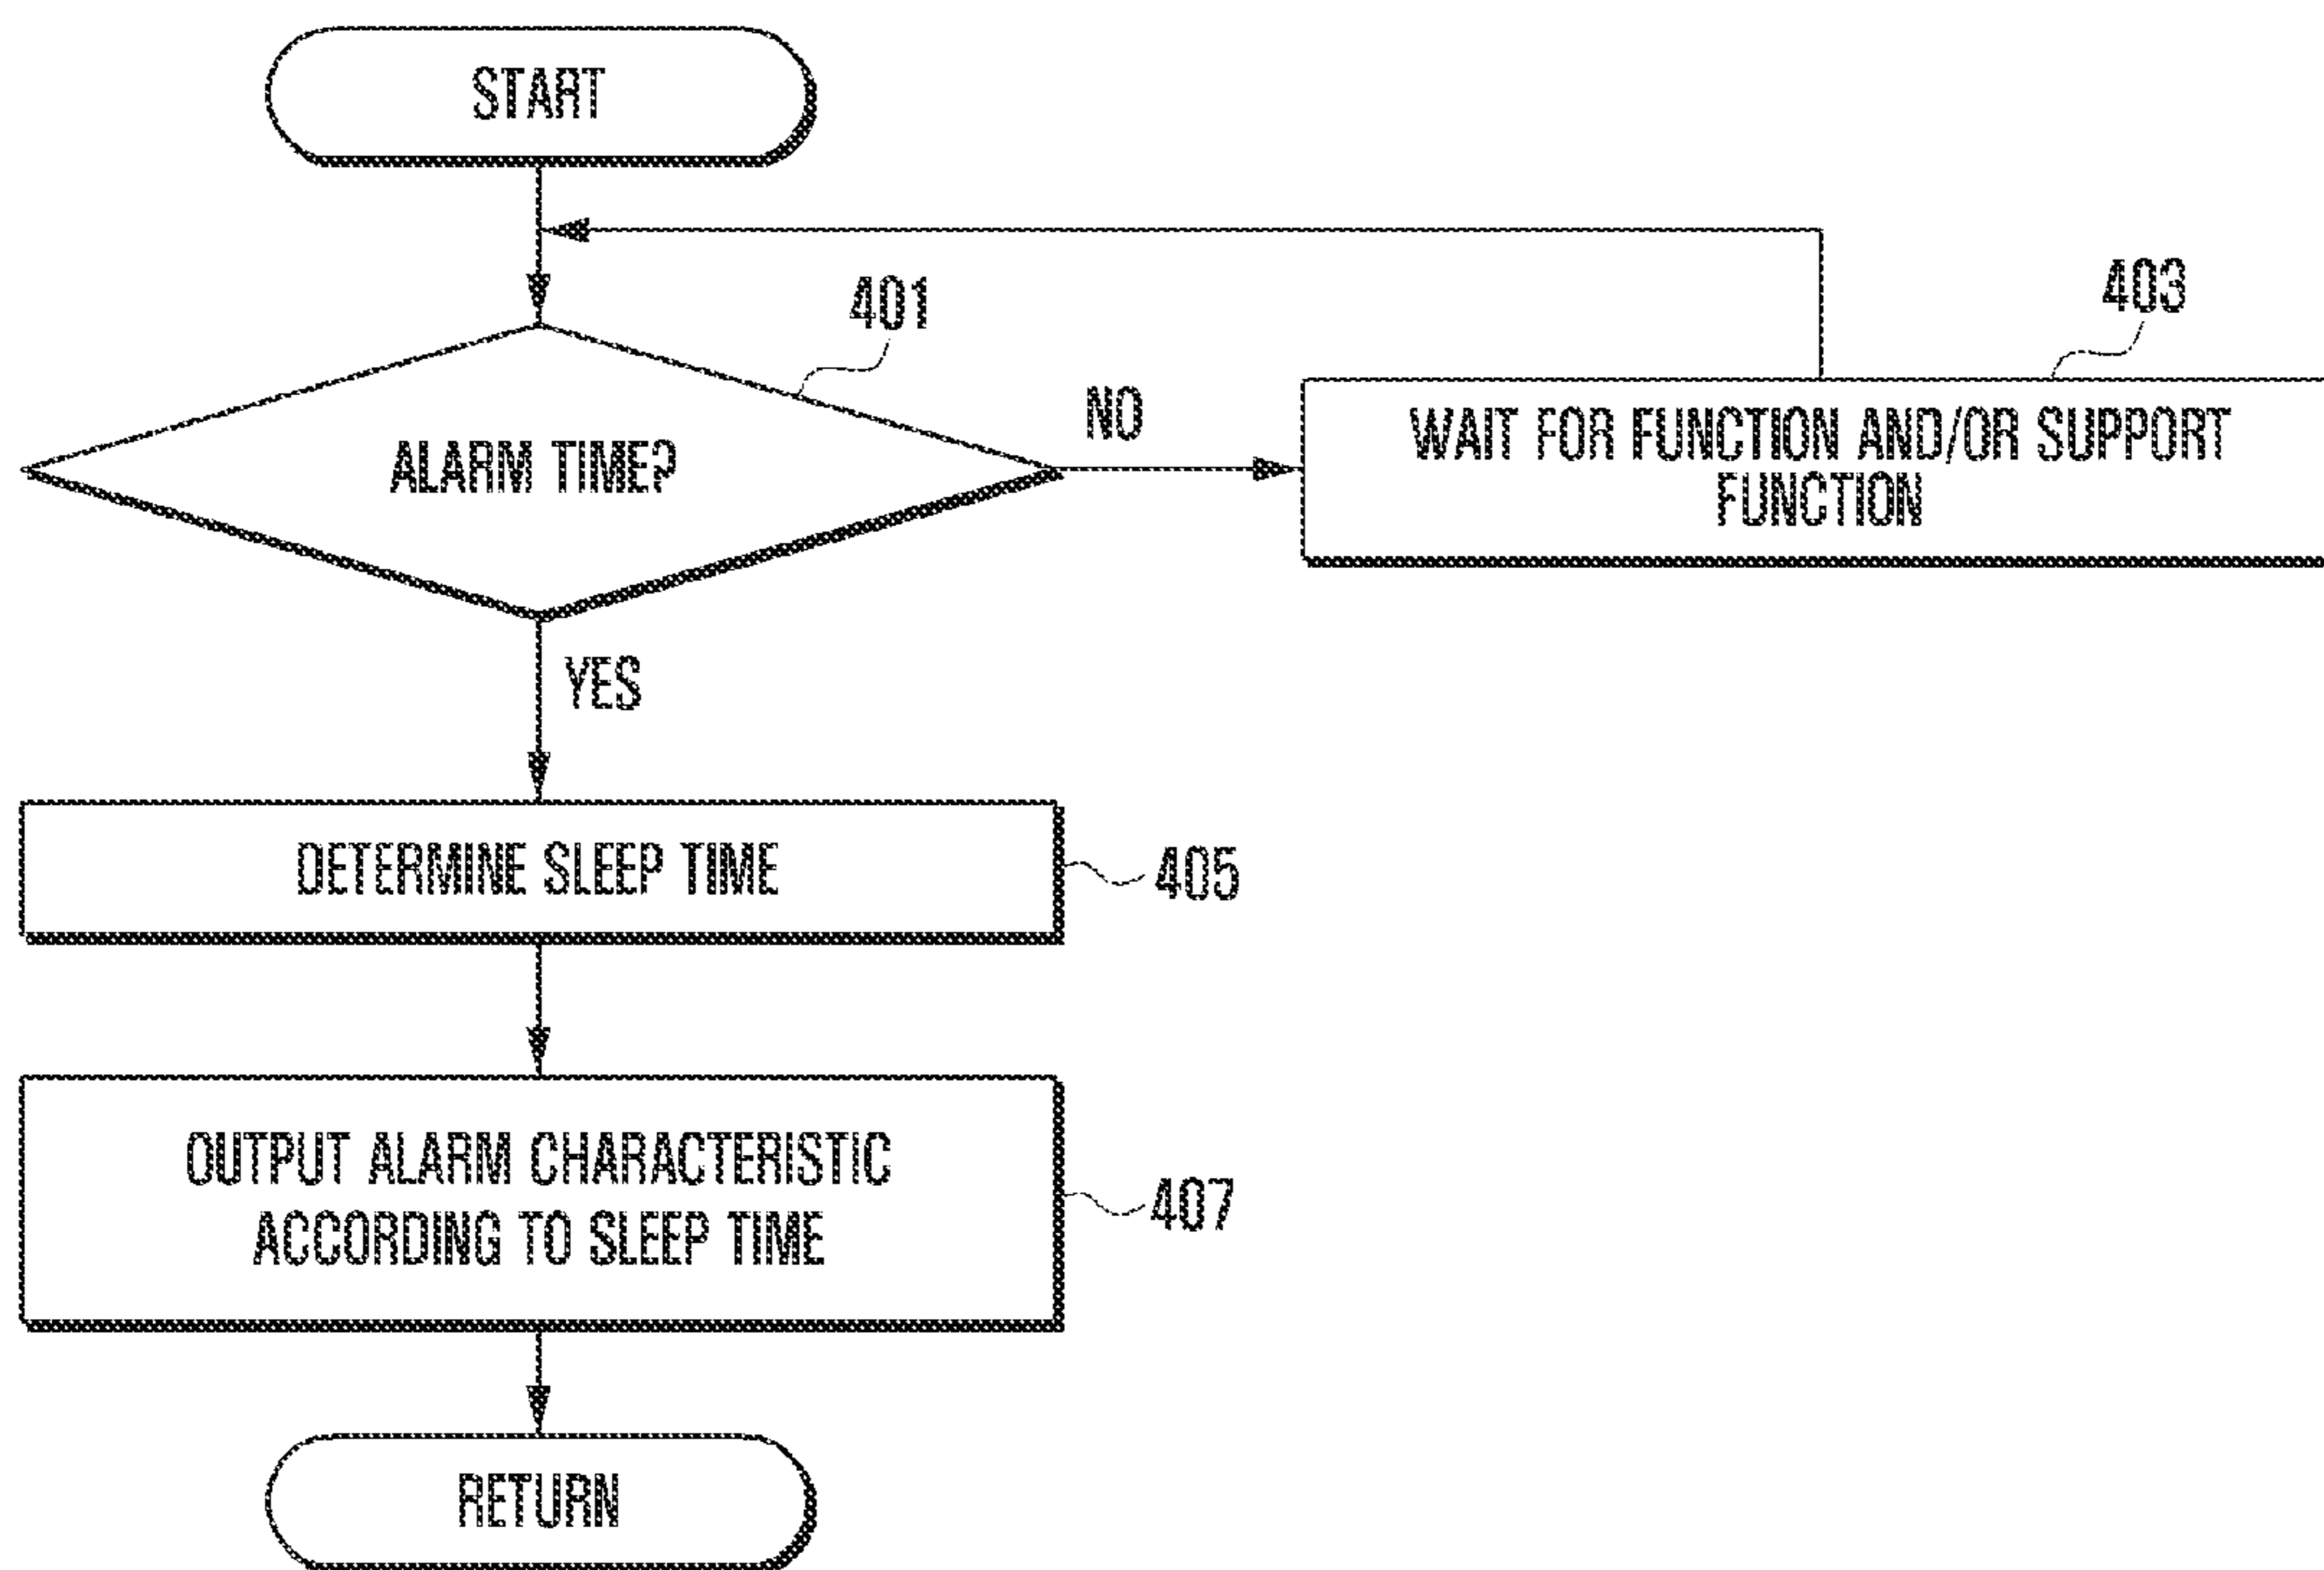 START
401
403
ALARM TIME?
NO
WAIT FOR FUNCTION AND/OR SUPPORT
FUNCTION
YES
DETERMINE SLEEP TIME
405
OUTPUT ALARM CHARACTERISTIC
ACCORDING TO SLEEP TIME
407
RETURN